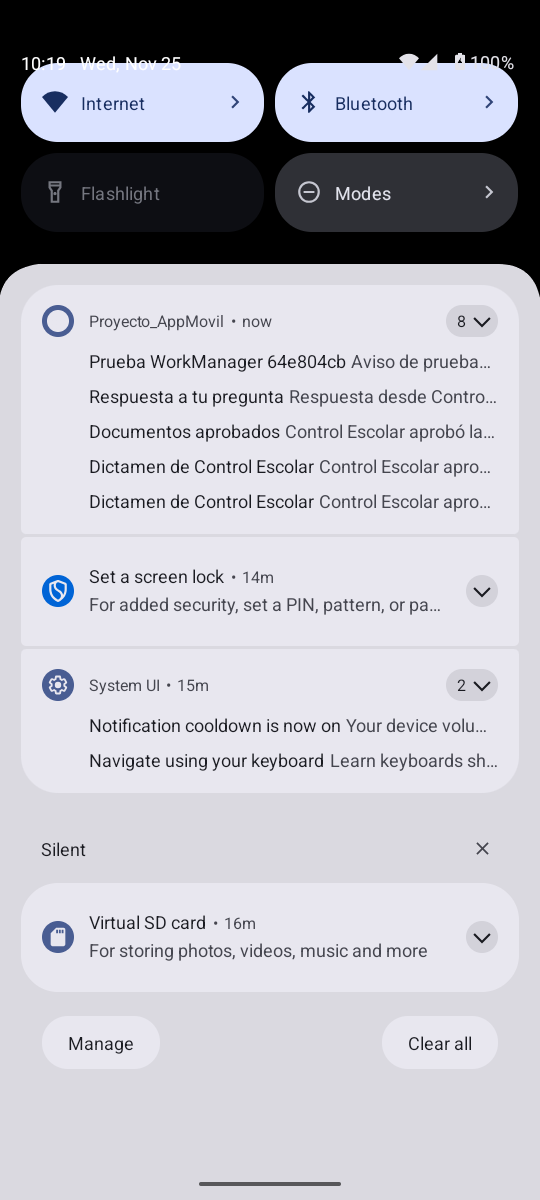 10:19 Wed, Nov 25 100%
Internet Bluetooth
Flashlight Modes
Proyecto_AppMovil • now 8
Prueba WorkManager 64e804cb Aviso de prueba...
Respuesta a tu pregunta Respuesta desde Contro...
Documentos aprobados Control Escolar aprobó la...
Dictamen de Control Escolar Control Escolar apro...
Dictamen de Control Escolar Control Escolar apro...
Set a screen lock • 14m
For added security, set a PIN, pattern, or pa...
System UI • 15m 2
Notification cooldown is now on Your device volu...
Navigate using your keyboard Learn keyboards sh...
Silent
Virtual SD card • 16m
For storing photos, videos, music and more
Manage Clear all